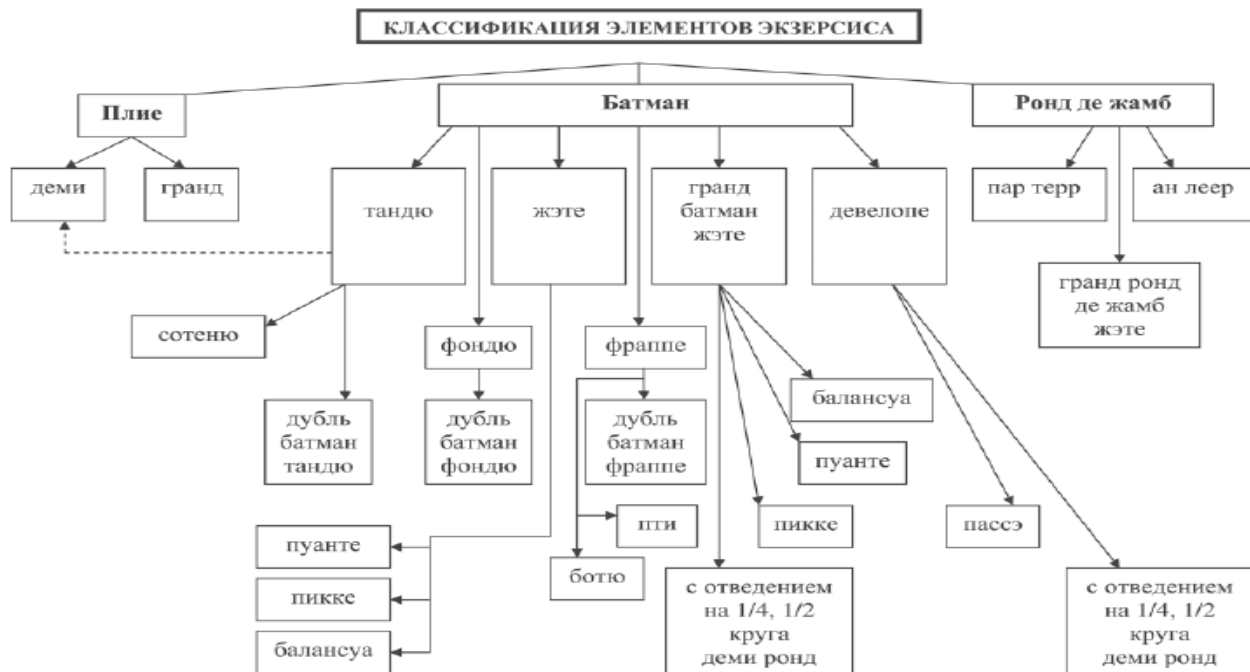 КЛАССИФИКАЦИЯ ЭЛЕМЕНТОВ ЭКЗЕРСИСА
Плие
Батман
Ронд де жамб
деми
гранд
тандю
жэте
гранд
батман
жэте
девелопе
пар терр
ан леер
гранд ронд
де жамб
жэте
сотеню
фондю
фраппе
балансуа
дубль
батман
тандю
дубль
батман
фондю
дубль
батман
фраппе
пуанте
пти
пикке
пассэ
пуанте
ботю
пикке
балансуа
с отведением
на 1/4, 1/2
круга
деми ронд
с отведением
на 1/4, 1/2
круга
деми ронд